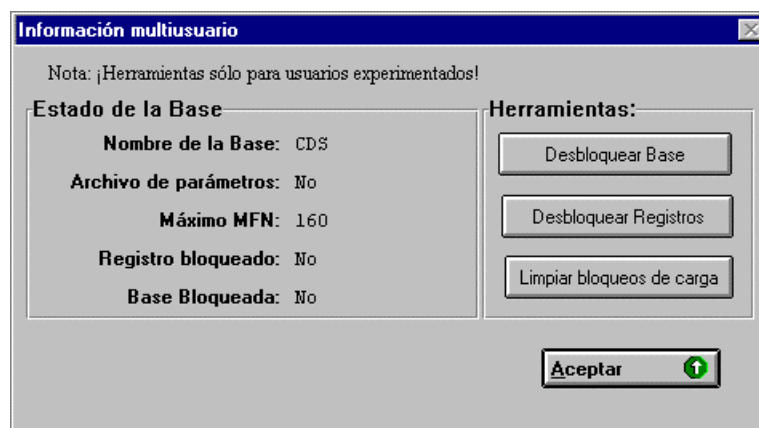 Información multiusuario
Nota: ¡Herramientas sólo para usuarios experimentados!
Estado de la Base
Nombre de la Base: CDS
Archivo de parámetros: No
Máximo MFN: 160
Registro bloqueado: No
Base Bloqueada: No
Herramientas:
Desbloquear Base
Desbloquear Registros
Limpiar bloqueos de carga
Aceptar